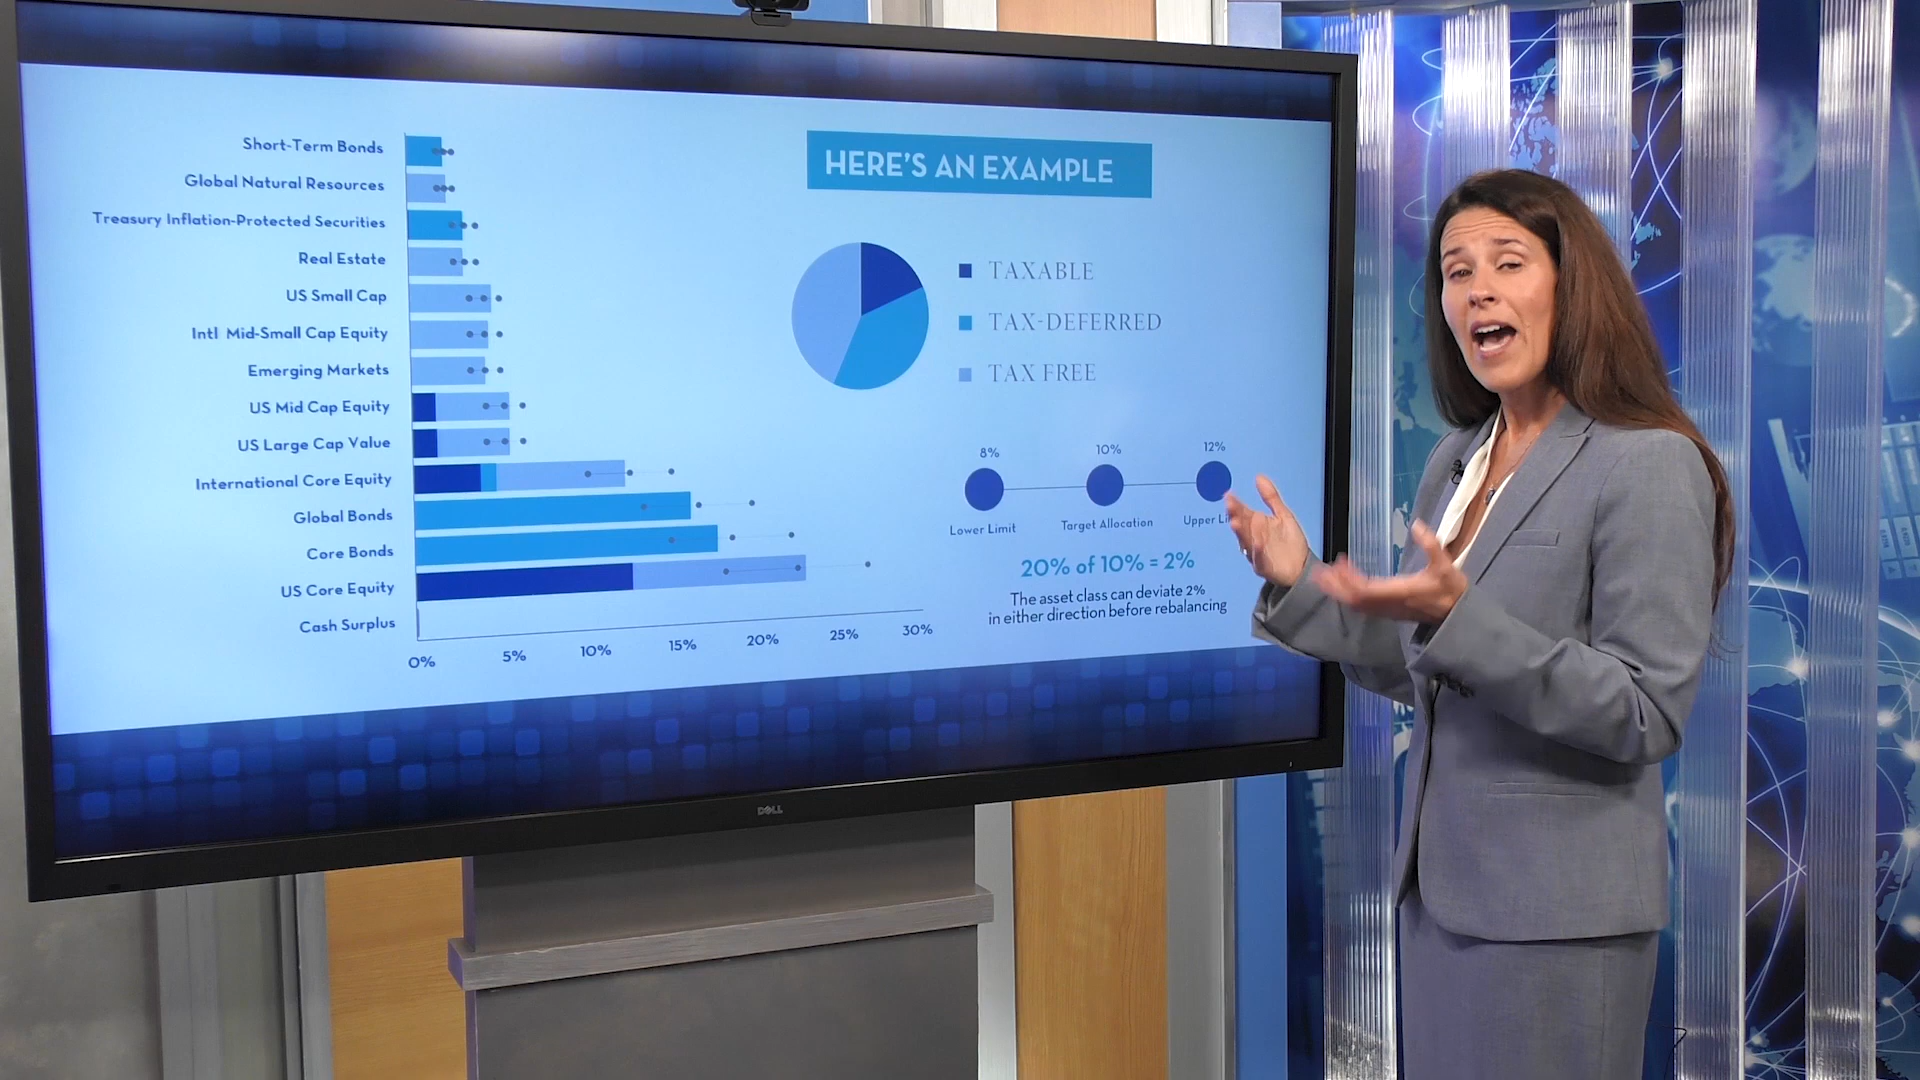 Short-Term Bonds
Global Natural Resources
Treasury Inflation-Protected Securities
Real Estate
US Small Cap
Intl Mid-Small Cap Equity
Emerging Markets
US Mid Cap Equity
US Large Cap Value
International Core Equity
Global Bonds
Core Bonds
US Core Equity
Cash Surplus
0% 5% 10% 15% 20% 25% 30%
HERE'S AN EXAMPLE
TAXABLE
TAX-DEFERRED
TAX FREE
8% 10% 12%
Lower Limit Target Allocation Upper
20% of 10% = 2%
The asset class can deviate 2%
in either direction before rebalancing
DELL